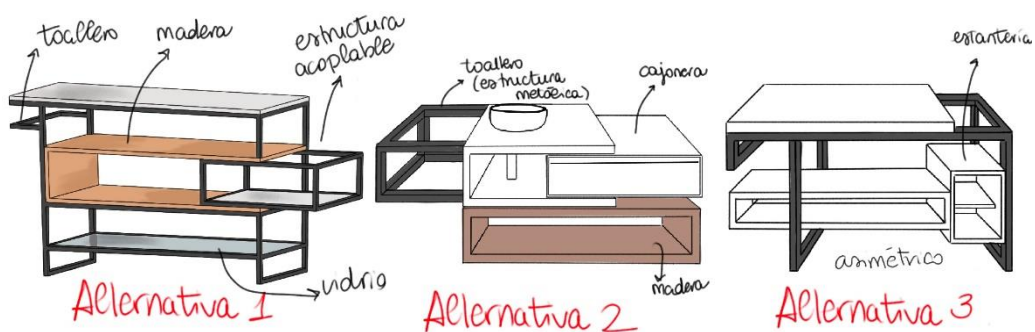 toallero
madera
estructura
acoplable
vidrio
Alternativa 1
toallero
(estructura
metálica)
cajonera
madera
Alternativa 2
estantería
asimétrico
Alternativa 3